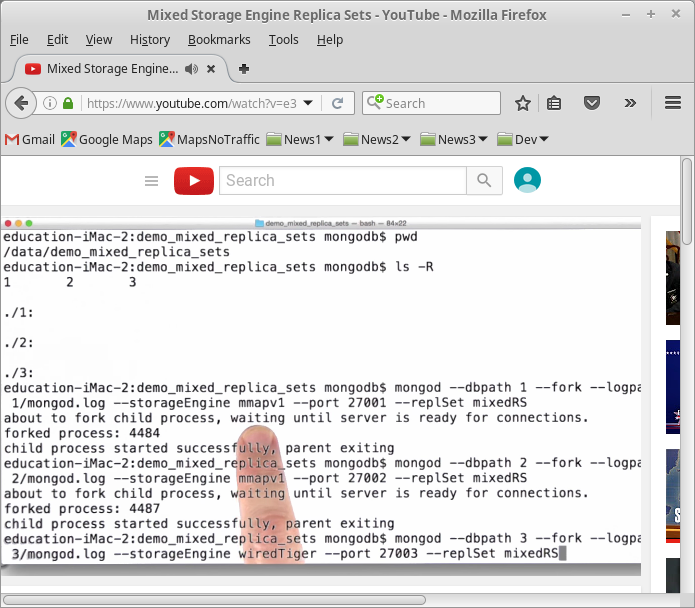 Mixed Storage Engine Replica Sets - YouTube - Mozilla Firefox
File Edit View History Bookmarks Tools Help
Mixed Storage Engine...
https://www.youtube.com/watch?v=e3
Search
Gmail Google Maps MapsNoTraffic News1 News2 News3 Dev
Search
demo_mixed_replica_sets — bash — 84×22
education-iMac-2:demo_mixed_replica_sets mongodb$ pwd
/data/demo_mixed_replica_sets
education-iMac-2:demo_mixed_replica_sets mongodb$ ls -R
1 2 3
./1:
./2:
./3:
education-iMac-2:demo_mixed_replica_sets mongodb$ mongod --dbpath 1 --fork --logpa
1/mongod.log --storageEngine mmapv1 --port 27001 --replSet mixedRS
about to fork child process, waiting until server is ready for connections.
forked process: 4484
child process started successfully, parent exiting
education-iMac-2:demo_mixed_replica_sets mongodb$ mongod --dbpath 2 --fork --logpa
2/mongod.log --storageEngine mmapv1 --port 27002 --replSet mixedRS
about to fork child process, waiting until server is ready for connections.
forked process: 4487
child process started successfully, parent exiting
education-iMac-2:demo_mixed_replica_sets mongodb$ mongod --dbpath 3 --fork --logpa
3/mongod.log --storageEngine wiredTiger --port 27003 --replSet mixedRS